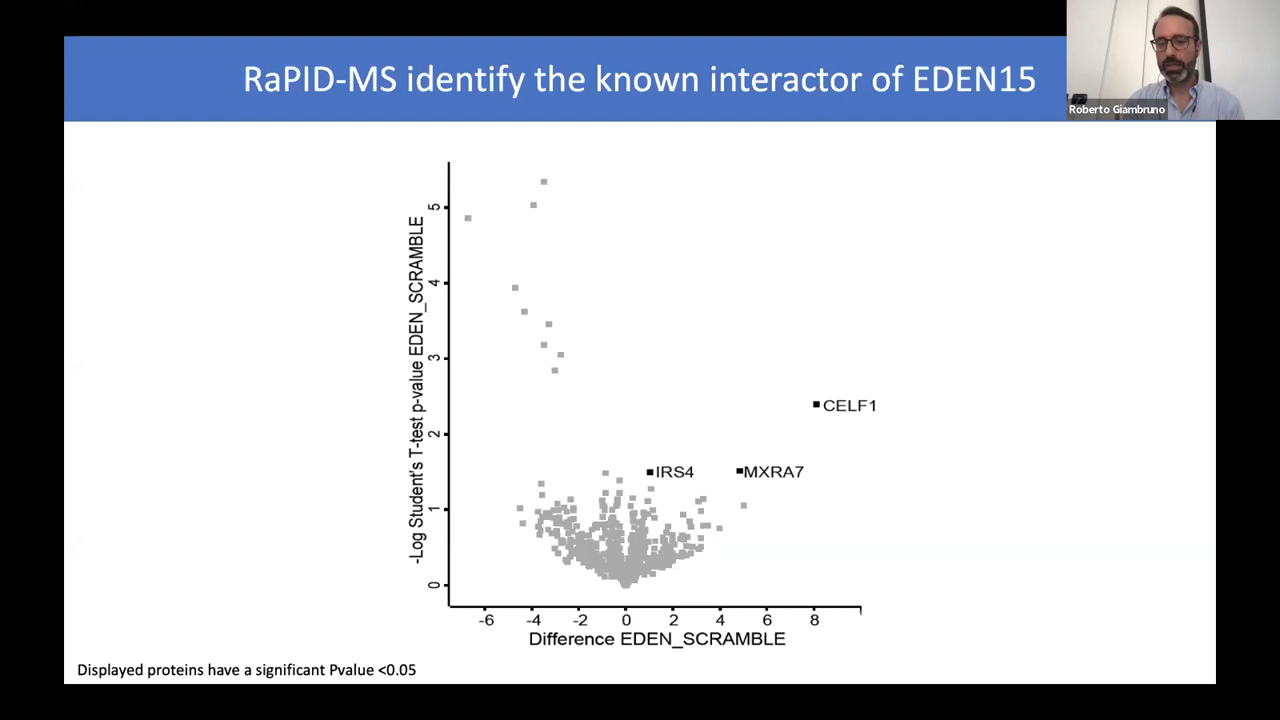 RaPID-MS identify the known interactor of EDEN15
Roberto Giambruno
-Log Student's T-test p-value EDEN_SCRAMBLE
5
4
3
2
1
0
CELF1
IRS4
MXRA7
-6 -4 -2 0 2 4 6 8
Difference EDEN_SCRAMBLE
Displayed proteins have a significant Pvalue <0.05